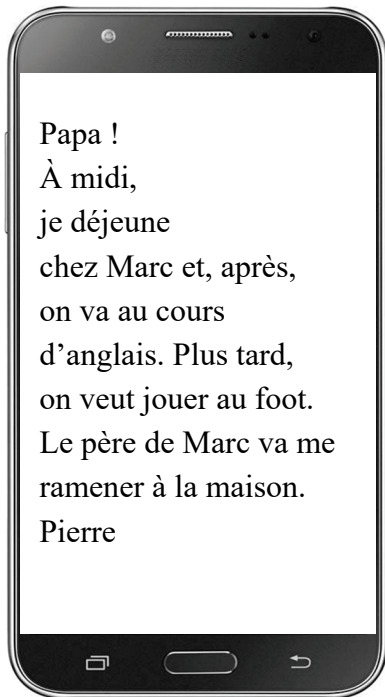 Papa !
À midi,
je déjeune
chez Marc et, après,
on va au cours
d’anglais. Plus tard,
on veut jouer au foot.
Le père de Marc va me
ramener à la maison.
Pierre